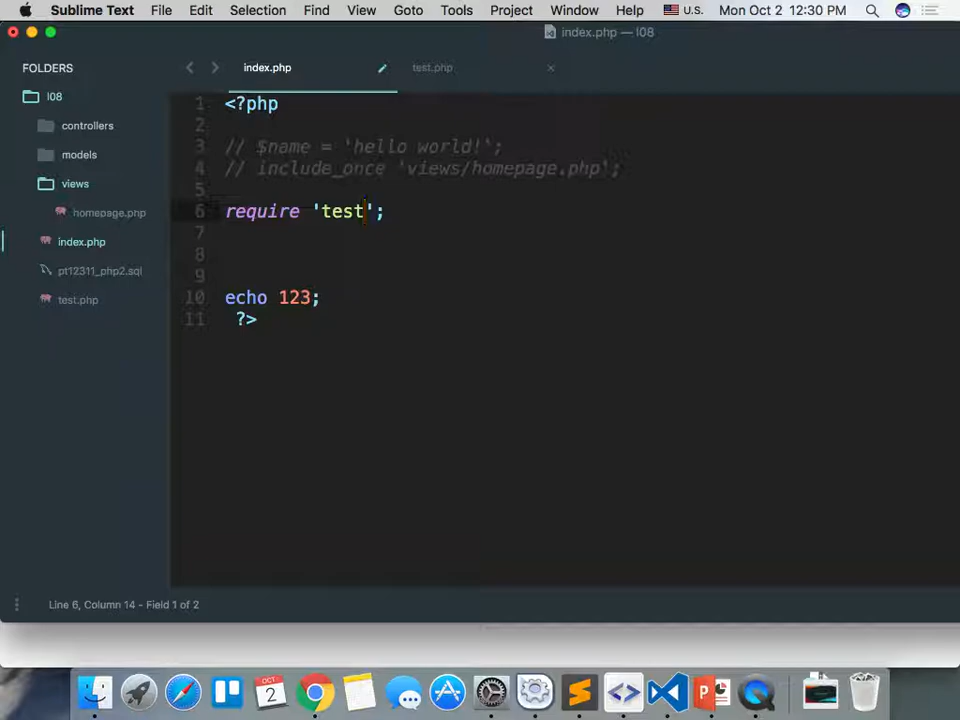 Sublime Text File Edit Selection Find View Goto Tools Project Window Help U.S. Mon Oct 2 12:30 PM
index.php — l08
FOLDERS
l08
controllers
models
views
homepage.php
index.php
pt12311_php2.sql
test.php
index.php test.php
1 <?php
2
3 // $name = 'hello world!';
4 // include_once 'views/homepage.php';
5
6 require 'test';
7
8
9
10 echo 123;
11 ?>
Line 6, Column 14 - Field 1 of 2
OCT
2